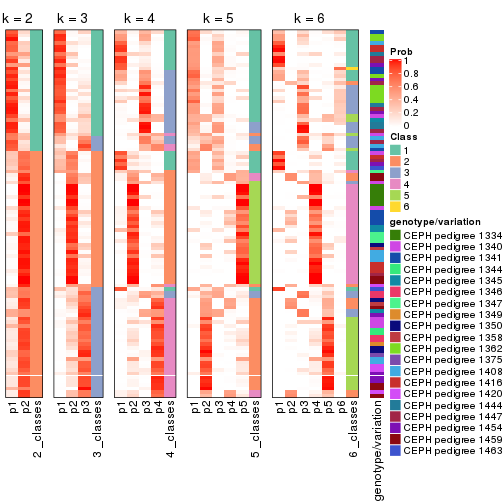 k = 2 k = 3 k = 4 k = 5 k = 6
Prob
1
0.8
0.6
0.4
0.2
0
Class
1
2
3
4
5
6
genotype/variation
CEPH pedigree 1334
CEPH pedigree 1340
CEPH pedigree 1341
CEPH pedigree 1344
CEPH pedigree 1345
CEPH pedigree 1346
CEPH pedigree 1347
CEPH pedigree 1349
CEPH pedigree 1350
CEPH pedigree 1358
CEPH pedigree 1362
CEPH pedigree 1375
CEPH pedigree 1408
CEPH pedigree 1416
CEPH pedigree 1420
CEPH pedigree 1444
CEPH pedigree 1447
CEPH pedigree 1454
CEPH pedigree 1459
CEPH pedigree 1463
p1 p2 2_classes p1 p2 p3 3_classes p1 p2 p3 p4 4_classes p1 p2 p3 p4 p5 5_classes p1 p2 p3 p4 p5 p6 6_classes genotype/variation